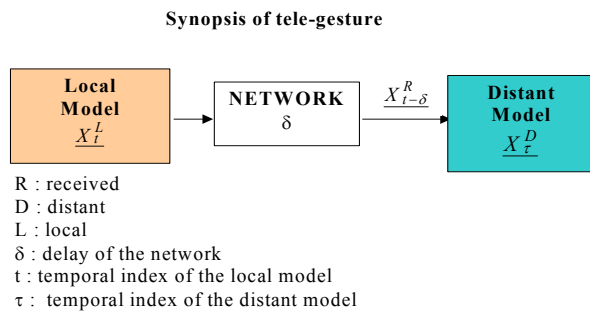 Synopsis of tele-gesture
Local
Model
X_t^L
NETWORK
δ
X_{t-δ}^R
Distant
Model
X_τ^D
R : received
D : distant
L : local
δ : delay of the network
t : temporal index of the local model
τ : temporal index of the distant model